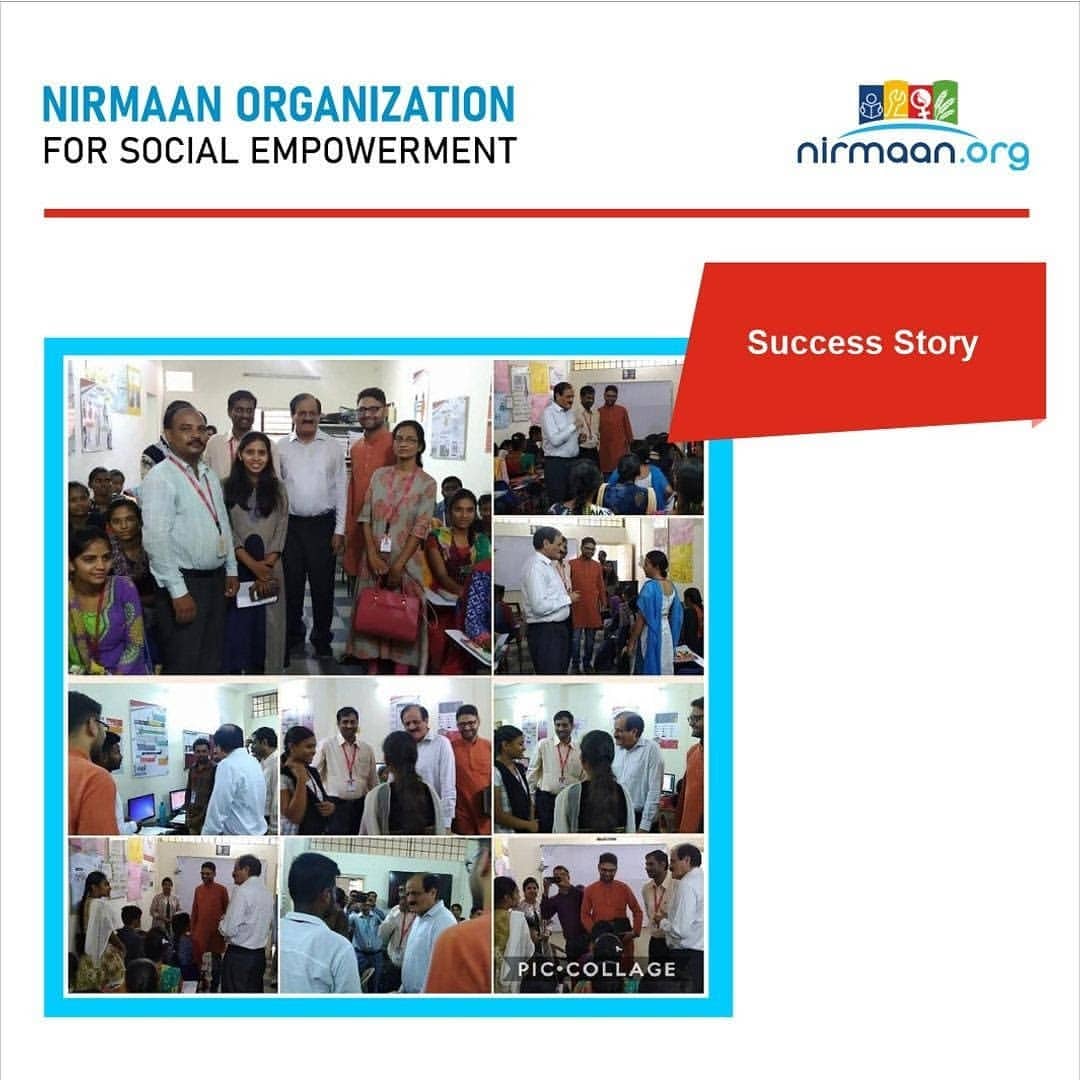 NIRMAAN ORGANIZATION
FOR SOCIAL EMPOWERMENT
nirmaan.org
Success Story
PIC•COLLAGE